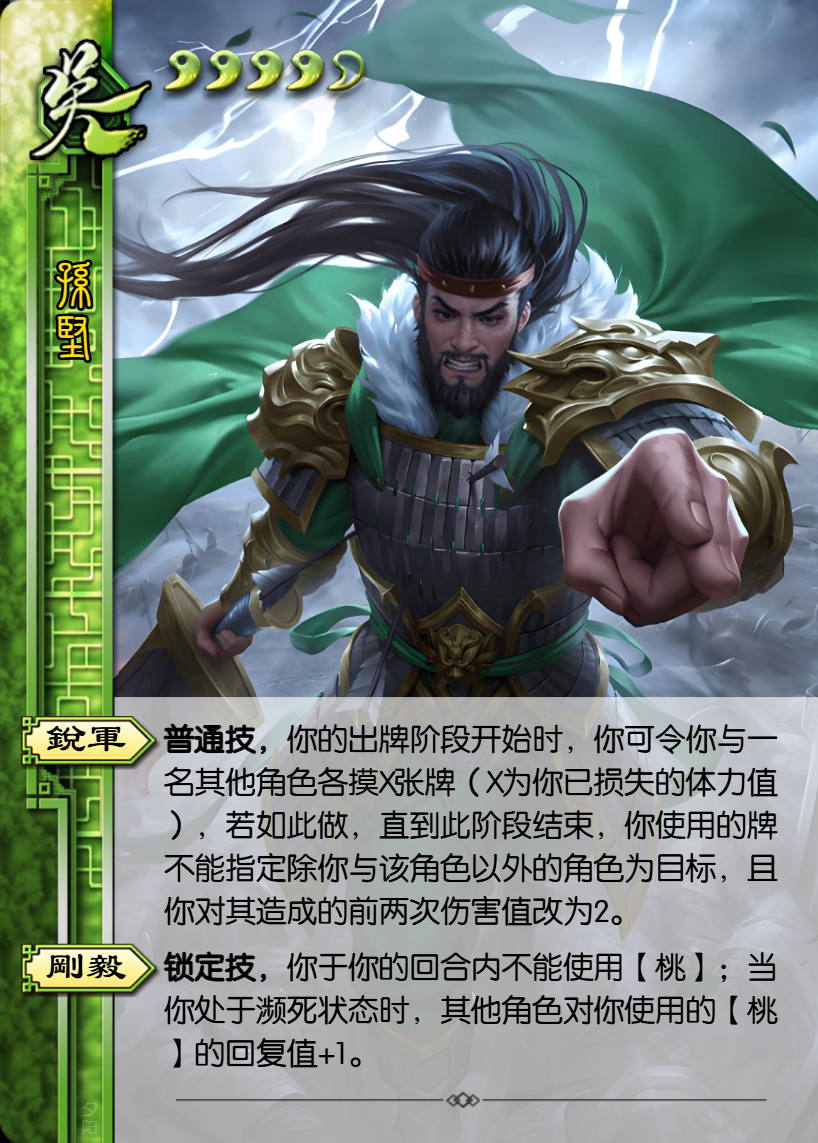 吴
孫堅
銳軍
普通技，你的出牌阶段开始时，你可令你与一
名其他角色各摸X张牌（X为你已损失的体力值
），若如此做，直到此阶段结束，你使用的牌
不能指定除你与该角色以外的角色为目标，且
你对其造成的前两次伤害值改为2。
剛毅
锁定技，你于你的回合内不能使用【桃】；当
你处于濒死状态时，其他角色对你使用的【桃
】的回复值+1。
夕阳